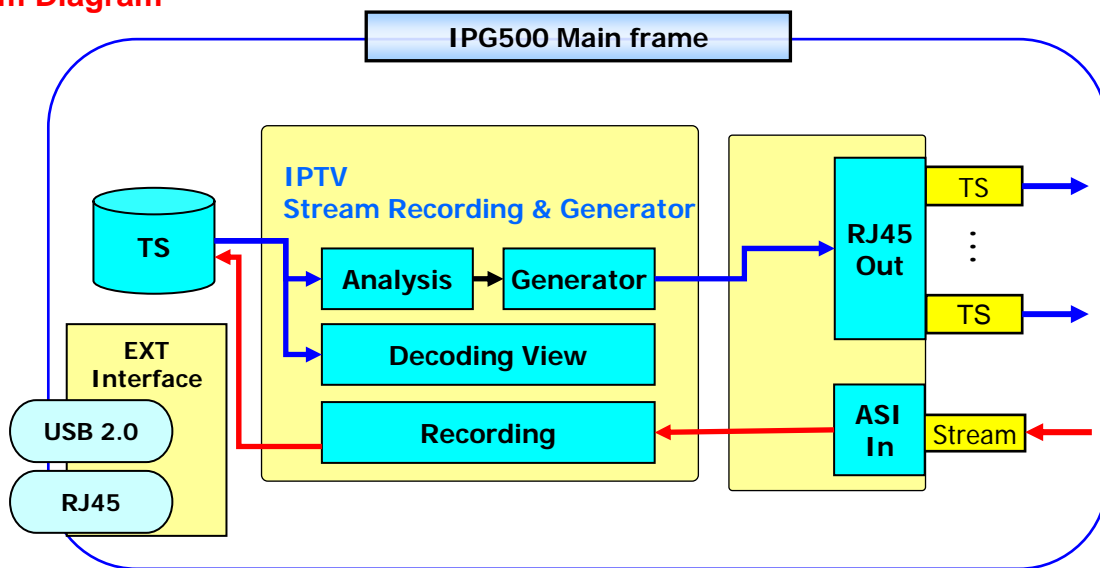 Diagram
IPG500 Main frame
IPTV
Stream Recording & Generator
TS
Analysis
Generator
Decoding View
Recording
EXT
Interface
USB 2.0
RJ45
RJ45
Out
TS
TS
ASI
In
Stream